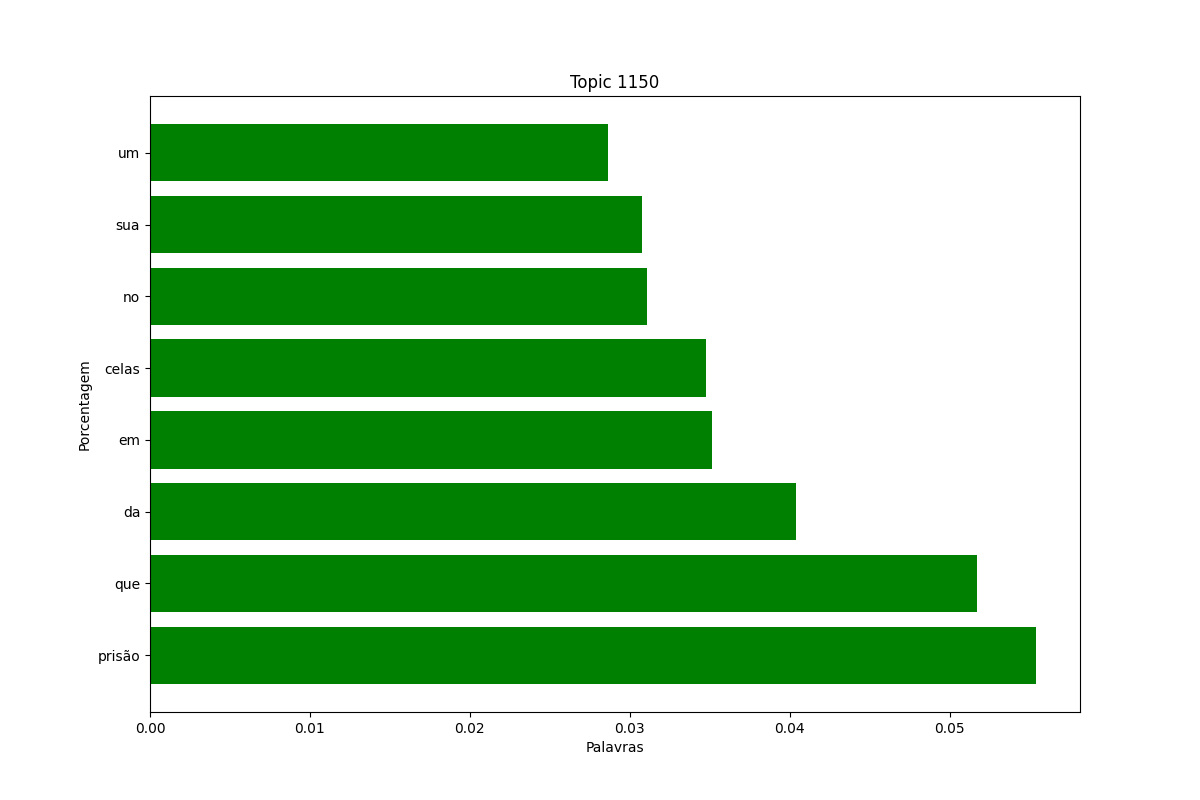 Topic 1150
um
sua
no
celas
em
da
que
prisão
Porcentagem
0.00 0.01 0.02 0.03 0.04 0.05
Palavras